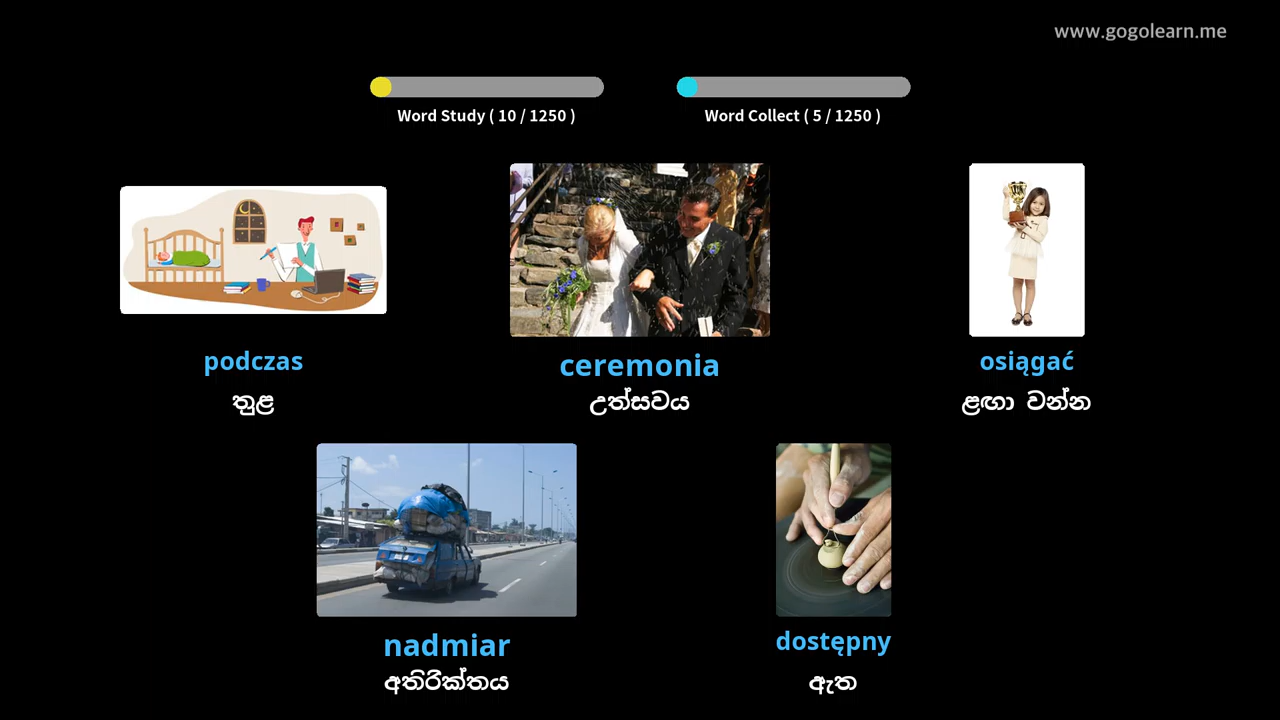 www.gogolearn.me
Word Study ( 10 / 1250 )
Word Collect ( 5 / 1250 )
podczas
තුළ
ceremonia
උත්සවය
osiągać
ළඟා වන්න
nadmiar
අතිරික්තය
dostępny
ඇත